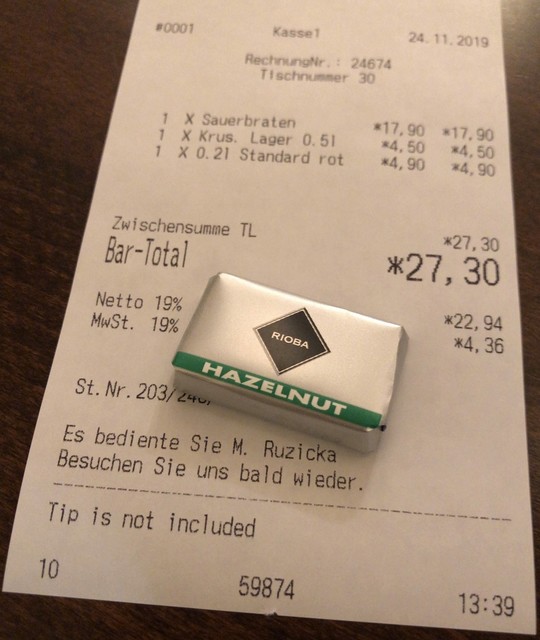 #0001 Kasse1 24.11.2019
RechnungNr.: 24674
Tischnummer 30
1 X Sauerbraten *17,90 *17,90
1 X Krus. Lager 0.5l *4,50 *4,50
1 X 0.2l Standard rot *4,90 *4,90
Zwischensumme TL *27,30
Bar-Total *27,30
Netto 19% *22,94
MwSt. 19% *4,36
RIOBA
HAZELNUT
St.Nr.203/
Es bediente Sie M. Ruzicka
Besuchen Sie uns bald wieder.
Tip is not included
10 59874 13:39